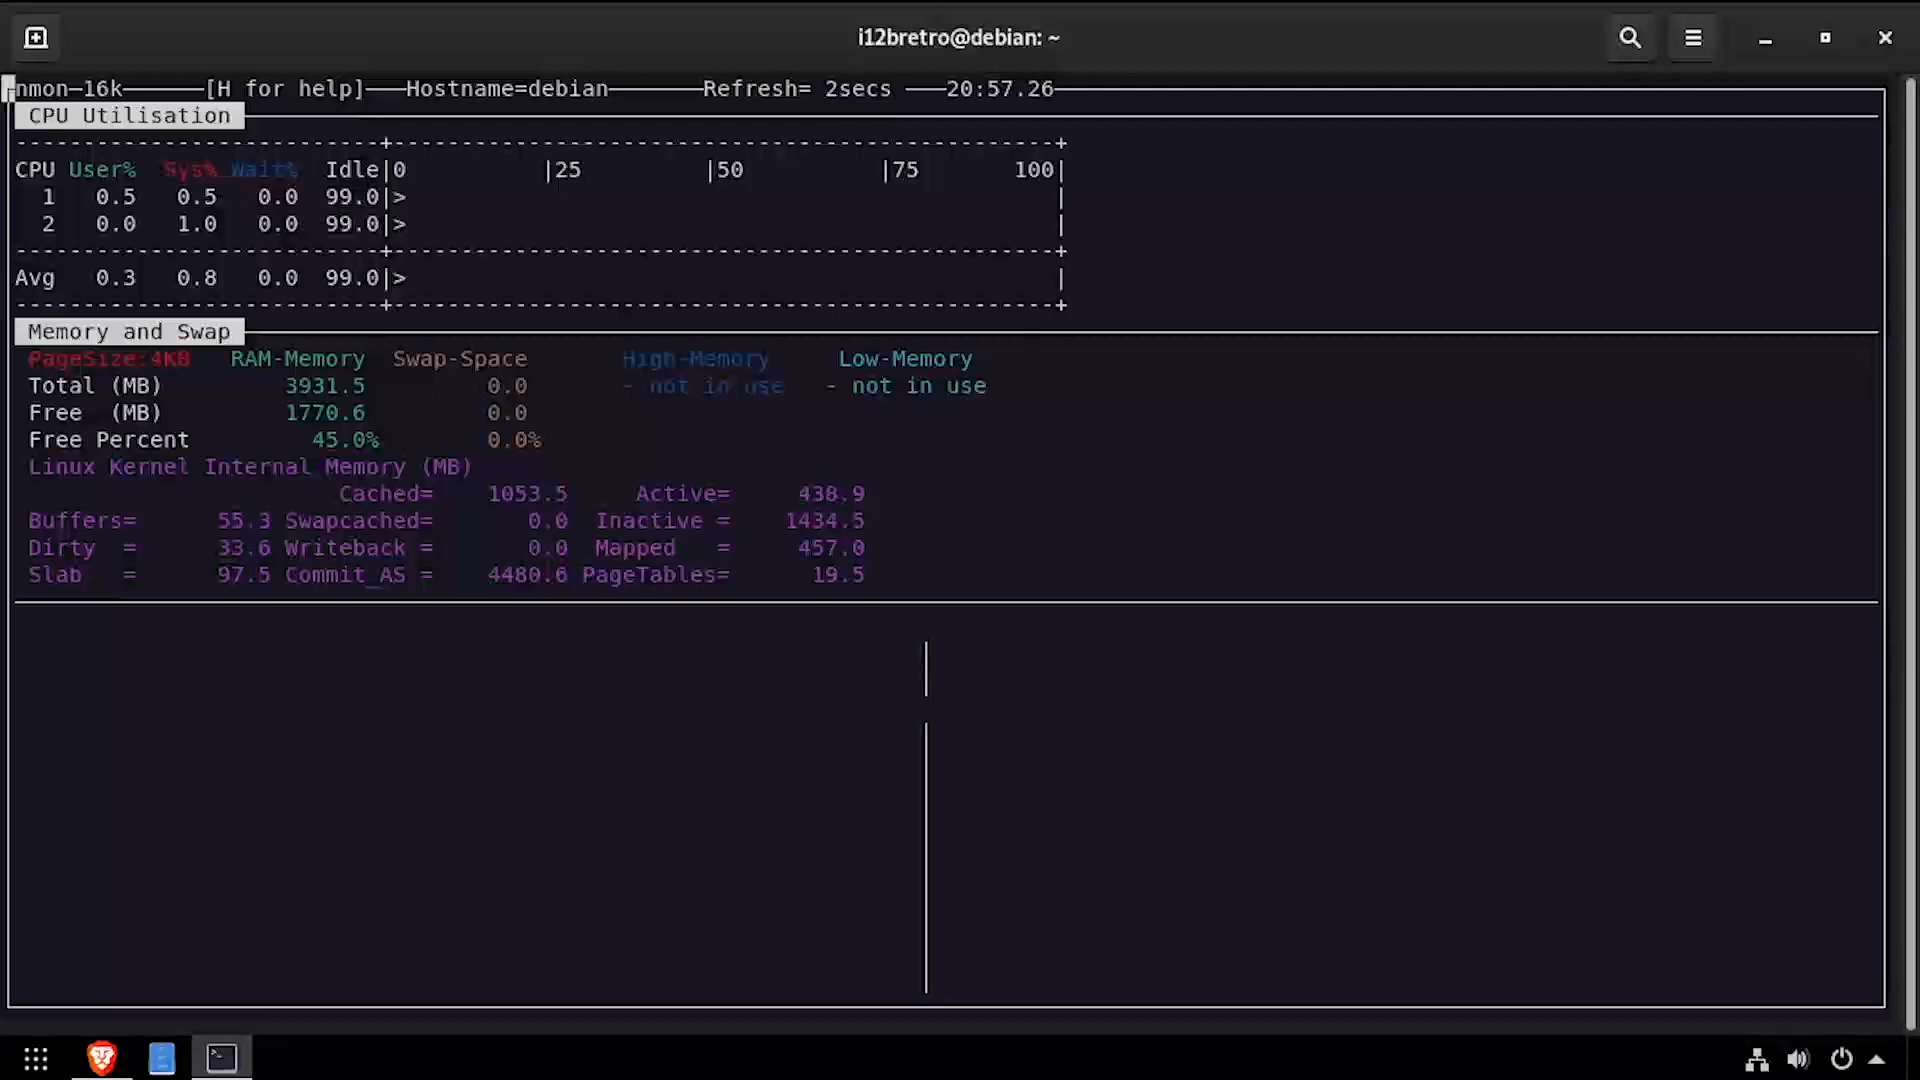 i12bretro@debian: ~
nmon-16k [H for help] Hostname=debian Refresh= 2secs 20:57.26
CPU Utilisation
CPU User% Sys% Wait% Idle|0 |25 |50 |75 100|
1 0.5 0.5 0.0 99.0|> |
2 0.0 1.0 0.0 99.0|> |
Avg 0.3 0.8 0.0 99.0|> |
Memory and Swap
PageSize:4KB RAM-Memory Swap-Space High-Memory Low-Memory
Total (MB) 3931.5 0.0 - not in use - not in use
Free (MB) 1770.6 0.0
Free Percent 45.0% 0.0%
Linux Kernel Internal Memory (MB)
Cached= 1053.5 Active= 438.9
Buffers= 55.3 Swapcached= 0.0 Inactive = 1434.5
Dirty = 33.6 Writeback = 0.0 Mapped = 457.0
Slab = 97.5 Commit_AS = 4480.6 PageTables= 19.5